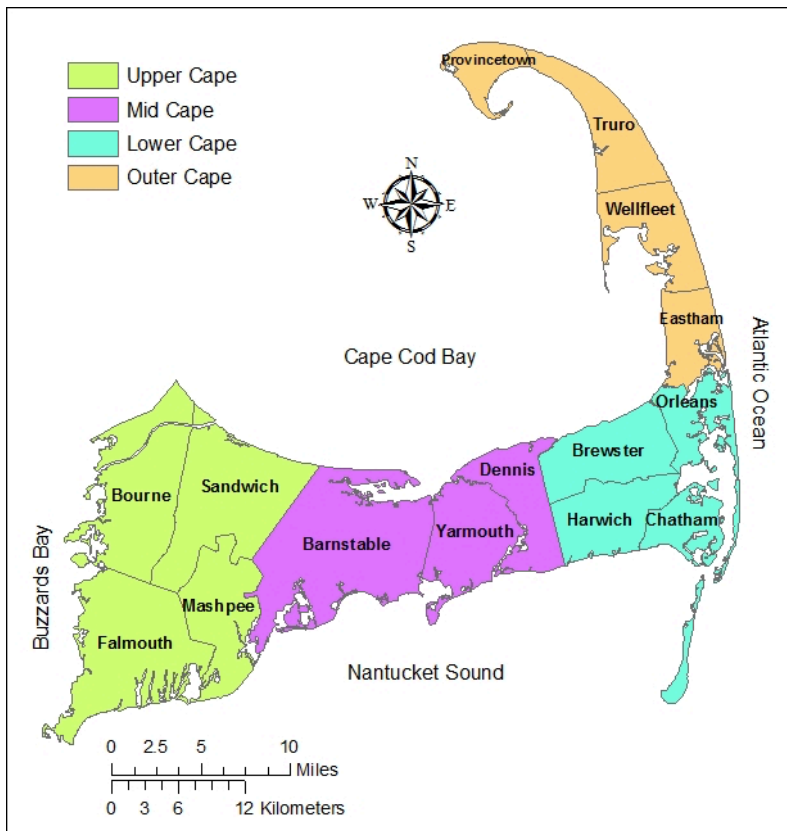 Upper Cape
Mid Cape
Lower Cape
Outer Cape
N
W E
S
Provincetown
Truro
Wellfleet
Eastham
Orleans
Brewster
Harwich
Chatham
Dennis
Yarmouth
Barnstable
Sandwich
Bourne
Mashpee
Falmouth
Cape Cod Bay
Atlantic Ocean
Buzzards Bay
Nantucket Sound
0 2.5 5 10
Miles
0 3 6 12 Kilometers